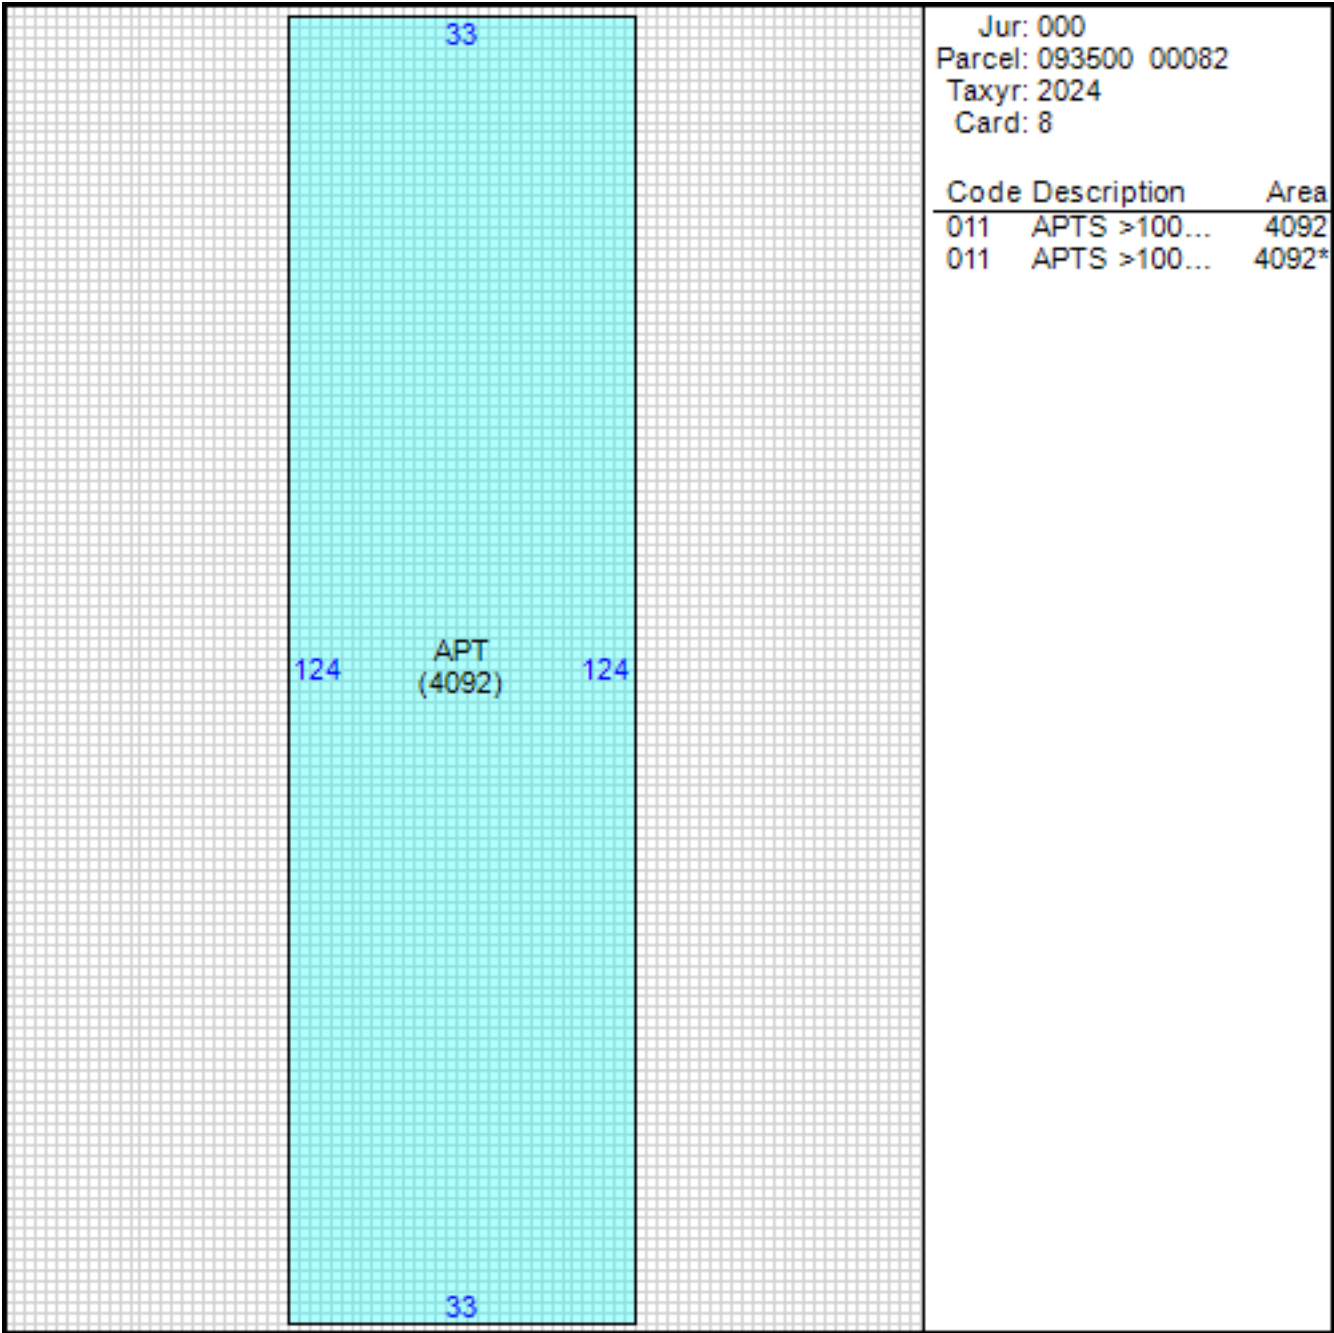 33
124
APT
(4092)
124
33
Jur: 000
Parcel: 093500 00082
Taxyr: 2024
Card: 8
Code Description Area
011 APTS >100... 4092
011 APTS >100... 4092*